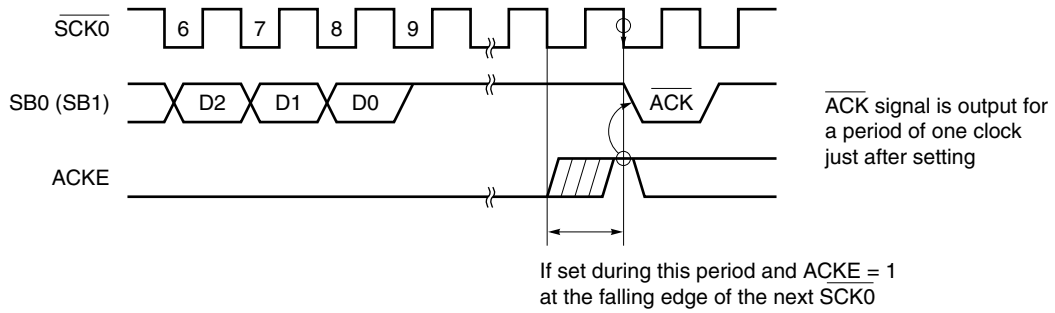 SCK0
6 7 8 9
SB0 (SB1)
D2 D1 D0
ACK
ACK signal is output for
a period of one clock
just after setting
ACKE
If set during this period and ACKE = 1
at the falling edge of the next SCK0